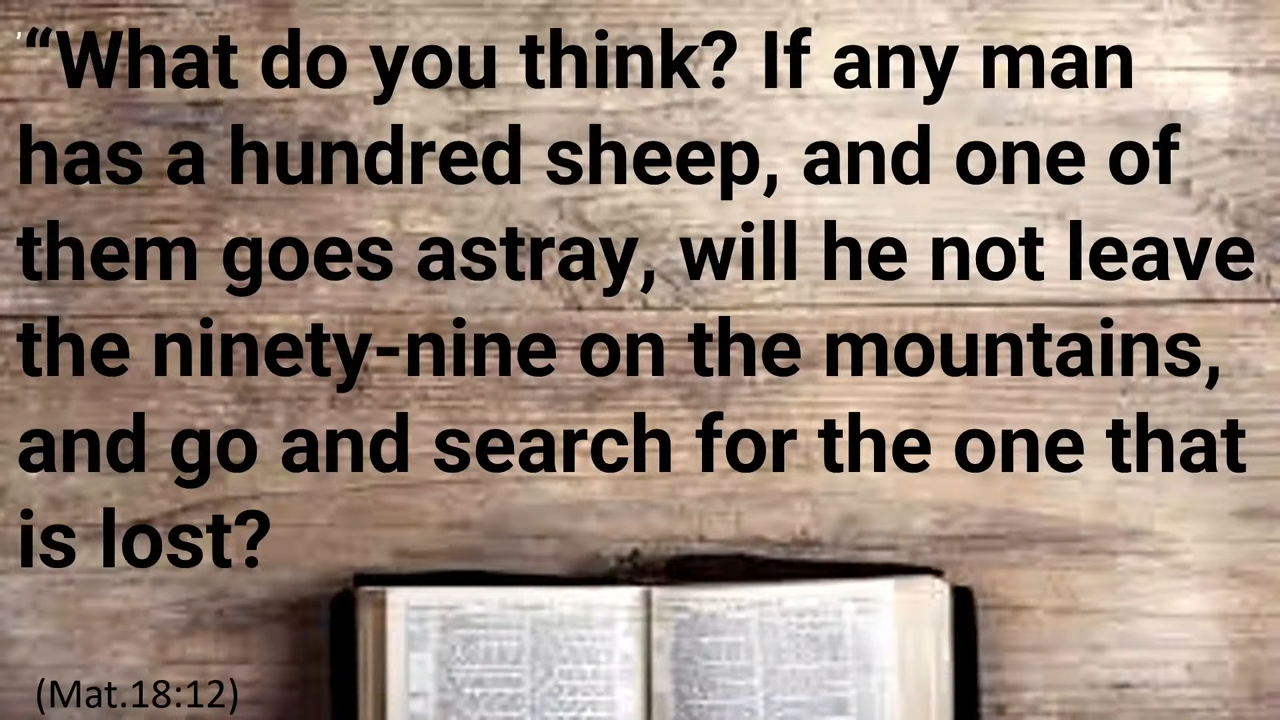 ’“What do you think? If any man
has a hundred sheep, and one of
them goes astray, will he not leave
the ninety-nine on the mountains,
and go and search for the one that
is lost?
(Mat.18:12)